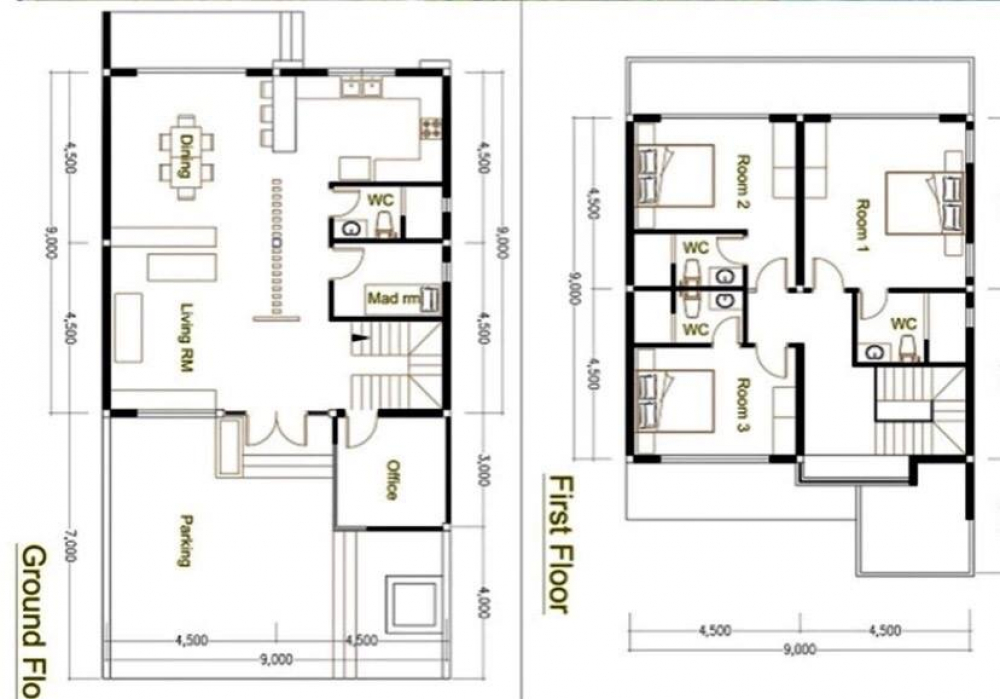 4,500
9,000
4,500
7,000
Dining
Living RM
WC
Mad rm
4,500
9,000
4,500
3,000
4,000
Office
Parking
4,500
4,500
9,000
Ground Flo
4,500
9,000
4,500
Room 2
Room 1
WC
WC
WC
Room 3
First Floor
4,500
4,500
9,000